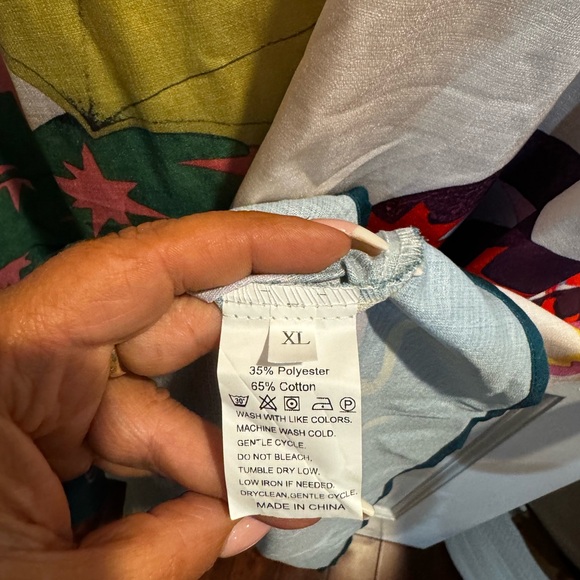 XL
35% Polyester
65% Cotton
30°
P
WASH WITH LIKE COLORS.
MACHINE WASH COLD.
GENTLE CYCLE.
DO NOT BLEACH.
TUMBLE DRY LOW.
LOW IRON IF NEEDED.
DRYCLEAN,GENTLE CYCLE.
MADE IN CHINA